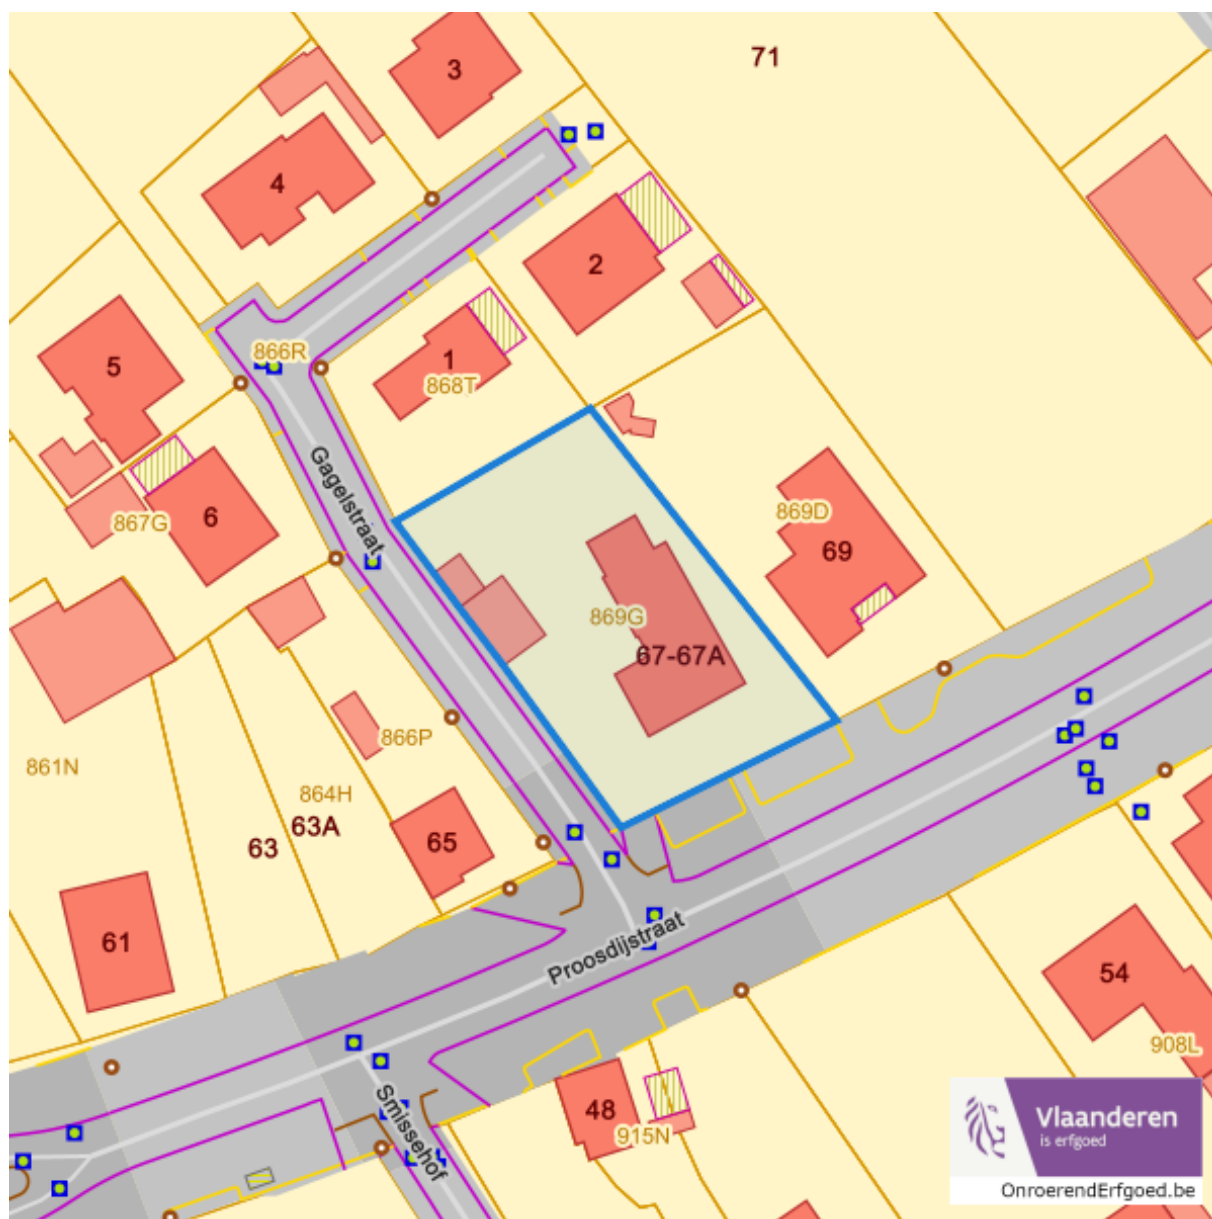 71
3
4
2
866R
5
1
868T
Gagelstraat
6
867G
869D
69
869G
67-67A
866P
861N
864H
63A
63
65
61
Proosdijstraat
54
908L
Smissehof
48
915N
Vlaanderen
is erfgoed
OnroerendErfgoed.be